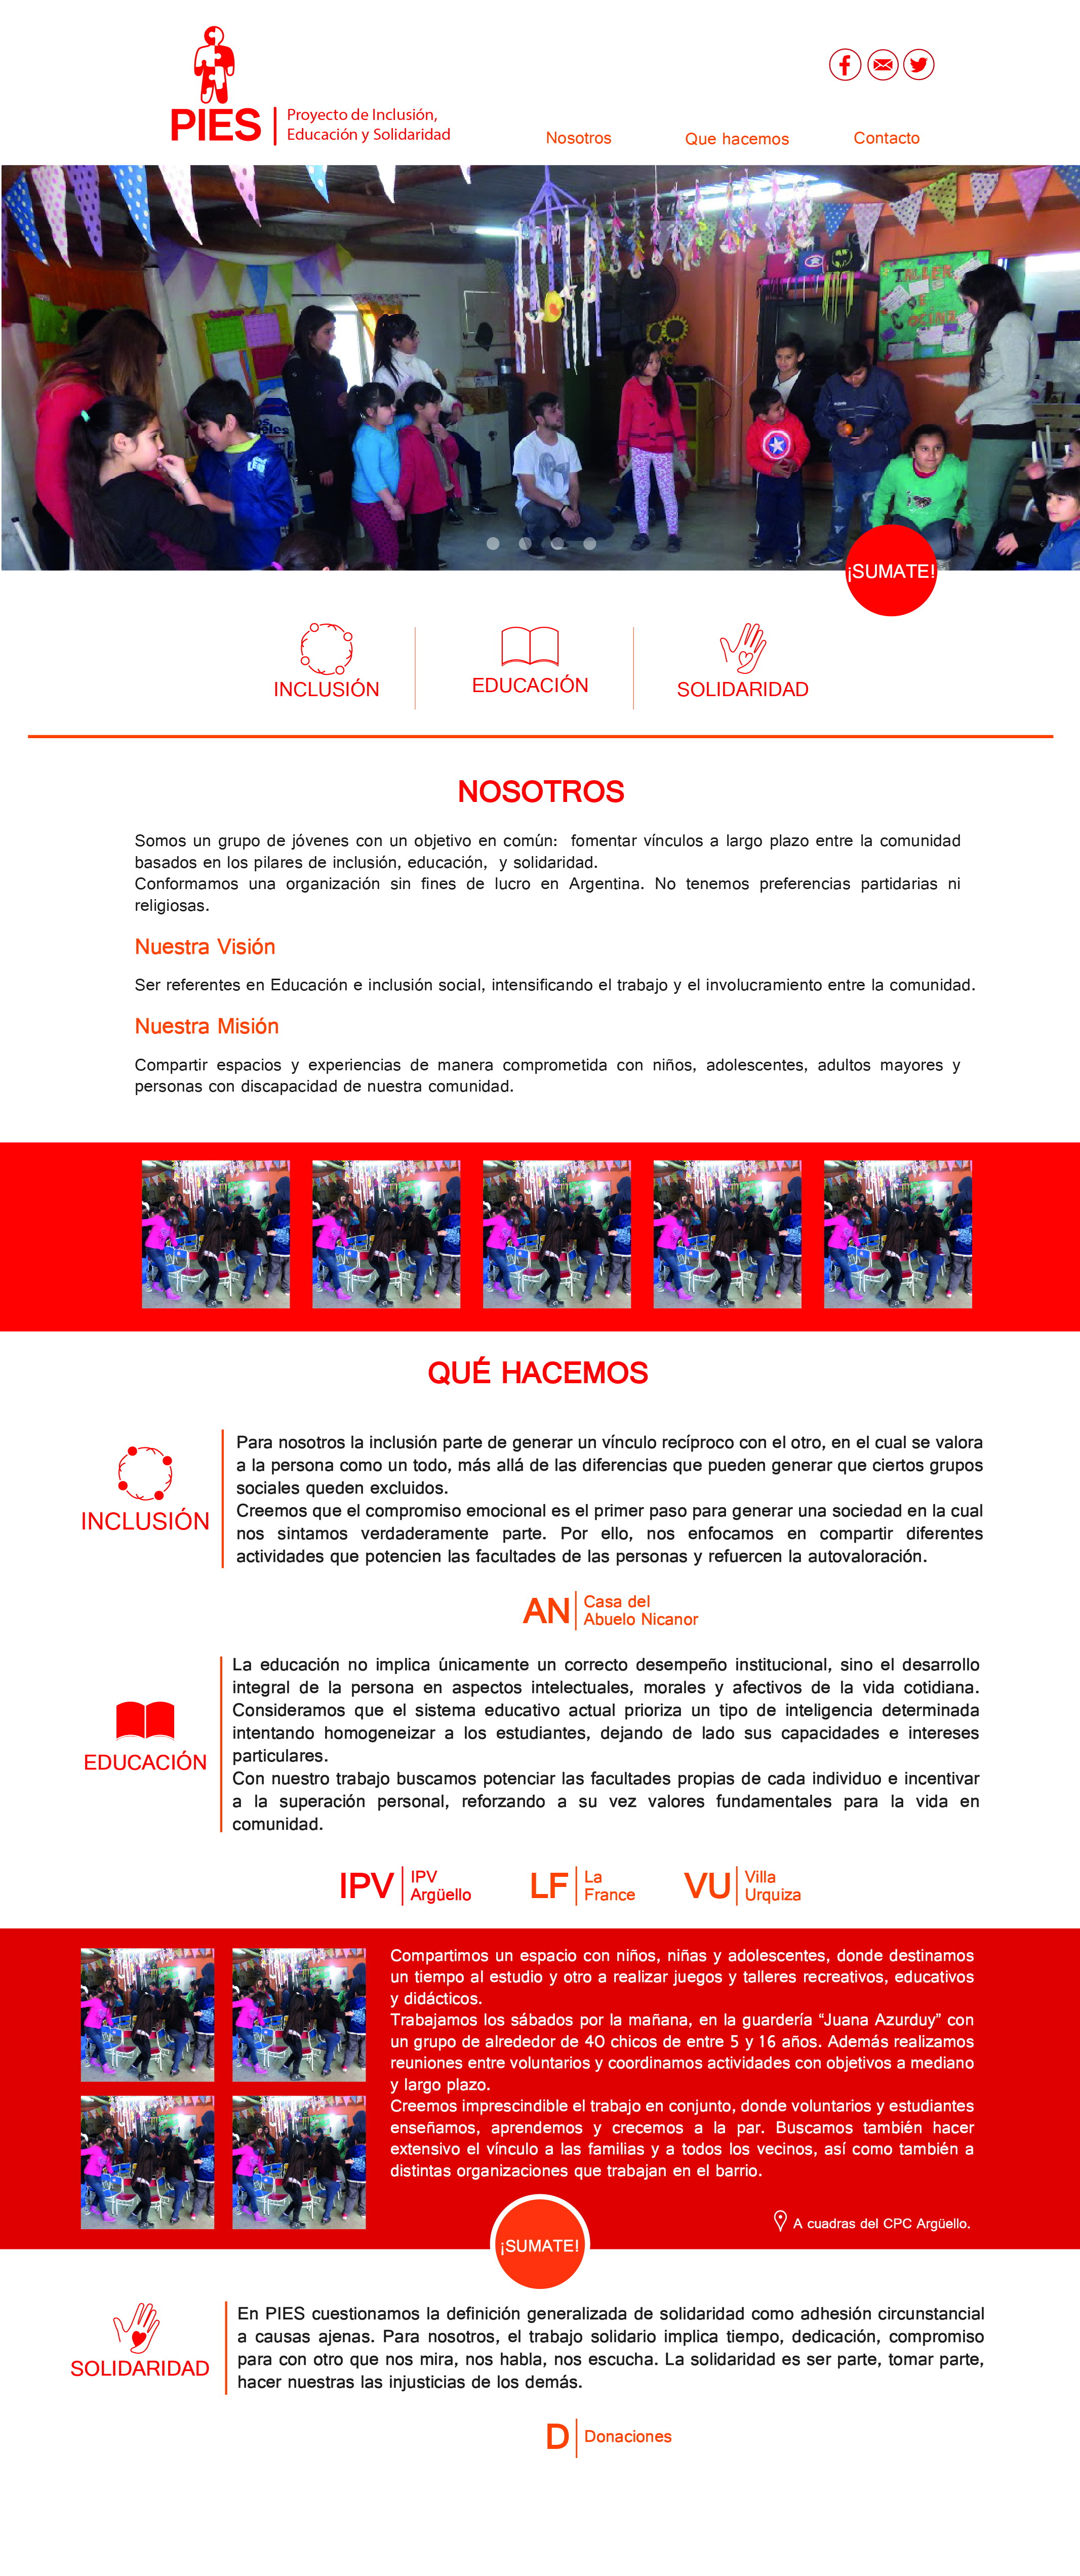 PIES
Proyecto de Inclusión,
Educación y Solidaridad
Nosotros
Que hacemos
Contacto
¡SUMATE!
INCLUSIÓN
EDUCACIÓN
SOLIDARIDAD
NOSOTROS
Somos un grupo de jóvenes con un objetivo en común: fomentar vínculos a largo plazo entre la comunidad
basados en los pilares de inclusión, educación, y solidaridad.
Conformamos una organización sin fines de lucro en Argentina. No tenemos preferencias partidarias ni
religiosas.
Nuestra Visión
Ser referentes en Educación e inclusión social, intensificando el trabajo y el involucramiento entre la comunidad.
Nuestra Misión
Compartir espacios y experiencias de manera comprometida con niños, adolescentes, adultos mayores y
personas con discapacidad de nuestra comunidad.
QUÉ HACEMOS
INCLUSIÓN
Para nosotros la inclusión parte de generar un vínculo recíproco con el otro, en el cual se valora
a la persona como un todo, más allá de las diferencias que pueden generar que ciertos grupos
sociales queden excluidos.
Creemos que el compromiso emocional es el primer paso para generar una sociedad en la cual
nos sintamos verdaderamente parte. Por ello, nos enfocamos en compartir diferentes
actividades que potencien las facultades de las personas y refuercen la autovaloración.
AN
Casa del
Abuelo Nicanor
EDUCACIÓN
La educación no implica únicamente un correcto desempeño institucional, sino el desarrollo
integral de la persona en aspectos intelectuales, morales y afectivos de la vida cotidiana.
Consideramos que el sistema educativo actual prioriza un tipo de inteligencia determinada
intentando homogeneizar a los estudiantes, dejando de lado sus capacidades e intereses
particulares.
Con nuestro trabajo buscamos potenciar las facultades propias de cada individuo e incentivar
a la superación personal, reforzando a su vez valores fundamentales para la vida en
comunidad.
IPV
IPV
Argüello
LF
La
France
VU
Villa
Urquiza
Compartimos un espacio con niños, niñas y adolescentes, donde destinamos
un tiempo al estudio y otro a realizar juegos y talleres recreativos, educativos
y didácticos.
Trabajamos los sábados por la mañana, en la guardería “Juana Azurduy” con
un grupo de alrededor de 40 chicos de entre 5 y 16 años. Además realizamos
reuniones entre voluntarios y coordinamos actividades con objetivos a mediano
y largo plazo.
Creemos imprescindible el trabajo en conjunto, donde voluntarios y estudiantes
enseñamos, aprendemos y crecemos a la par. Buscamos también hacer
extensivo el vínculo a las familias y a todos los vecinos, así como también a
distintas organizaciones que trabajan en el barrio.
A cuadras del CPC Argüello.
¡SUMATE!
SOLIDARIDAD
En PIES cuestionamos la definición generalizada de solidaridad como adhesión circunstancial
a causas ajenas. Para nosotros, el trabajo solidario implica tiempo, dedicación, compromiso
para con otro que nos mira, nos habla, nos escucha. La solidaridad es ser parte, tomar parte,
hacer nuestras las injusticias de los demás.
D
Donaciones